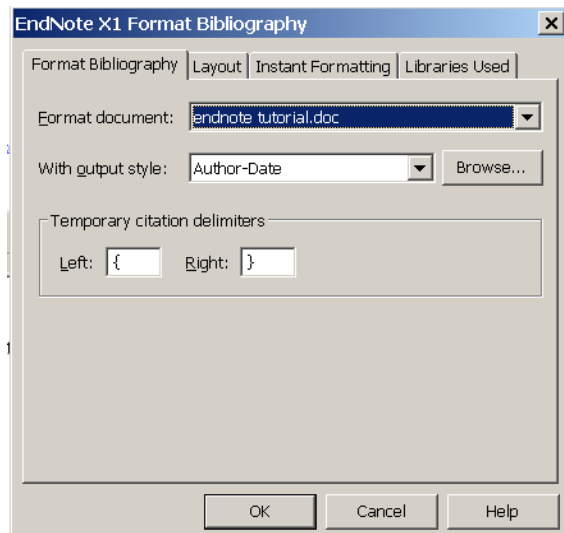 EndNote X1 Format Bibliography
Format Bibliography Layout Instant Formatting Libraries Used
Format document: endnote tutorial.doc
With output style: Author-Date Browse...
Temporary citation delimiters
Left: { Right: }
OK Cancel Help